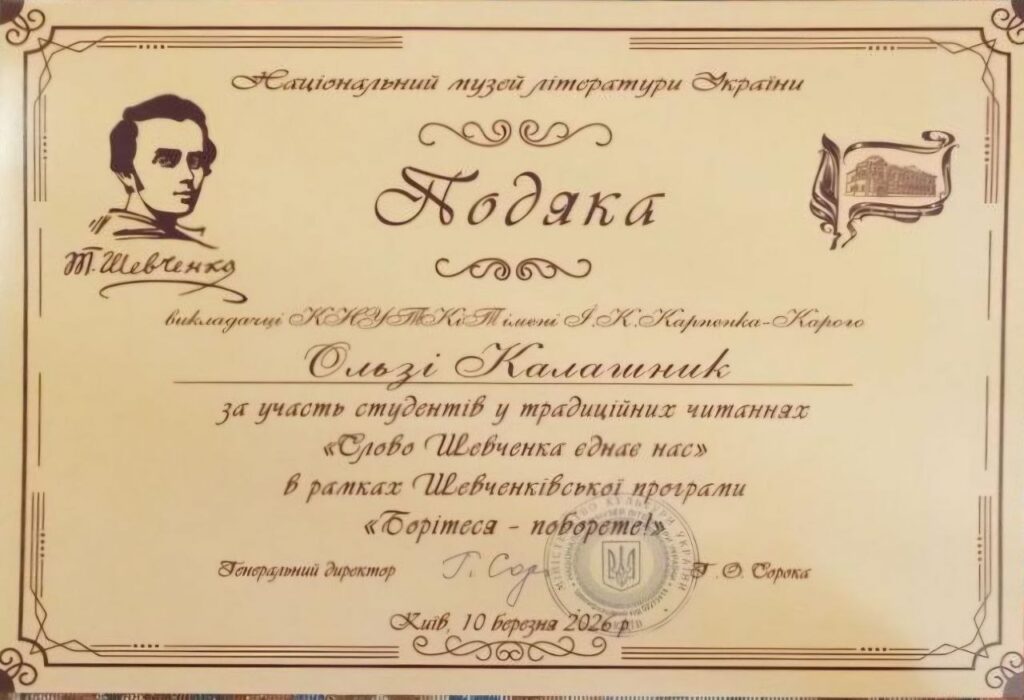 Національний музей літератури України
Подяка
Т. Шевченко
викладачці КНУТКіТ імені І.К.Карпенка-Карого
Ользі Калашник
за участь студентів у традиційних читаннях
«Слово Шевченка єднає нас»
в рамках Шевченківської програми
«Борітеся - поборете!»
Генеральний директор
Г. О. Сорока
Київ, 10 березня 2026 р.